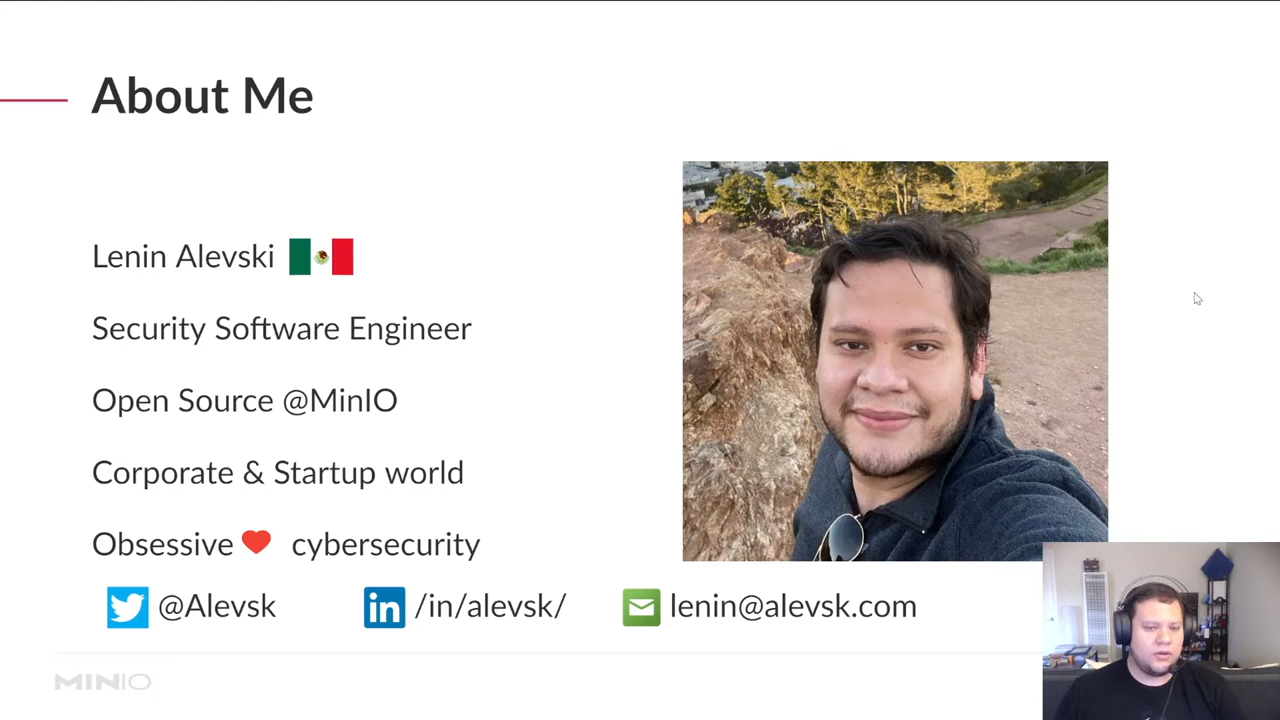 About Me
Lenin Alevski
Security Software Engineer
Open Source @MinIO
Corporate & Startup world
Obsessive cybersecurity
@Alevsk
in /in/alevsk/
lenin@alevsk.com
MINIO